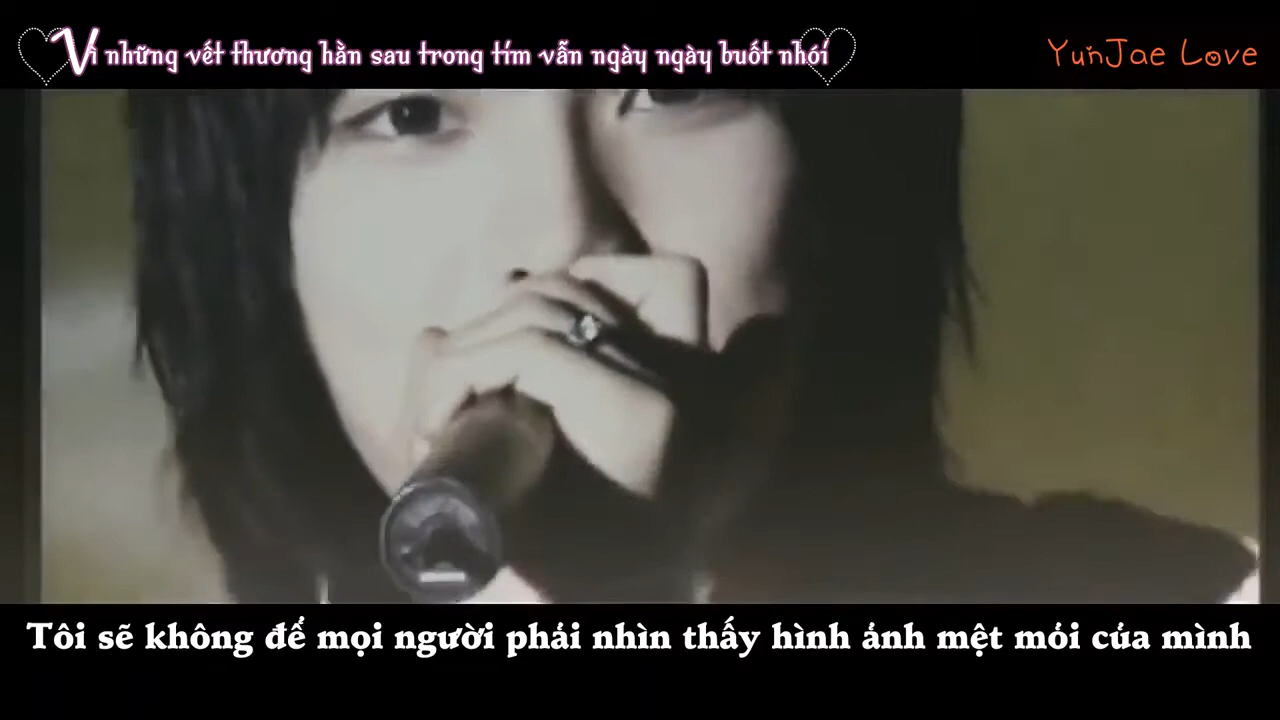 Vì những vết thương hằn sau trong tim vẫn ngày ngày buốt nhói
YunJae Love
Tôi sẽ không để mọi người phải nhìn thấy hình ảnh mệt mỏi của mình